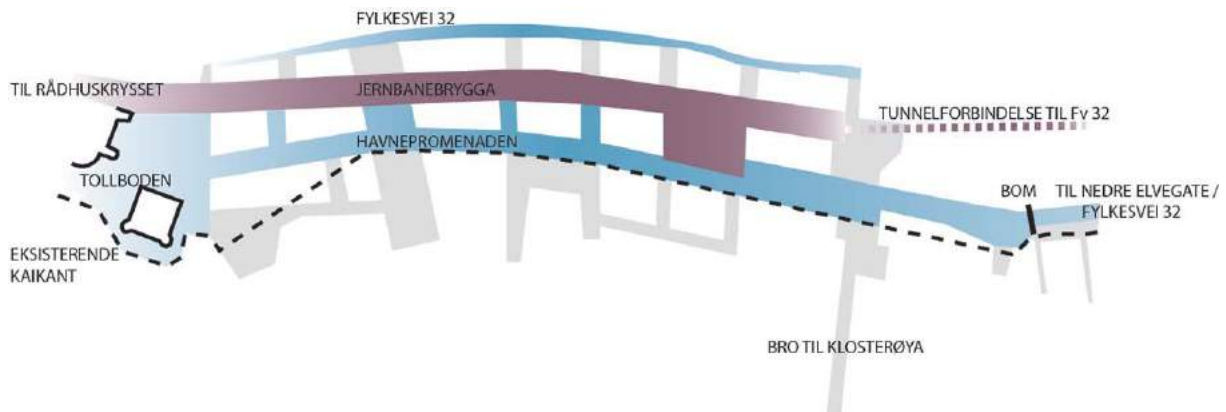 FYLKESVEI 32
TIL RÅDHUSKRYSSET
JERNBANEBRYGGA
TUNNELFORBINDELSE TIL Fv 32
HAVNEPROMENADEN
TOLLBODEN
BOM
TIL NEDRE ELVEGATE /
FYLKESVEI 32
EKSISTERENDE
KAIKANT
BRO TIL KLOSTERØYA